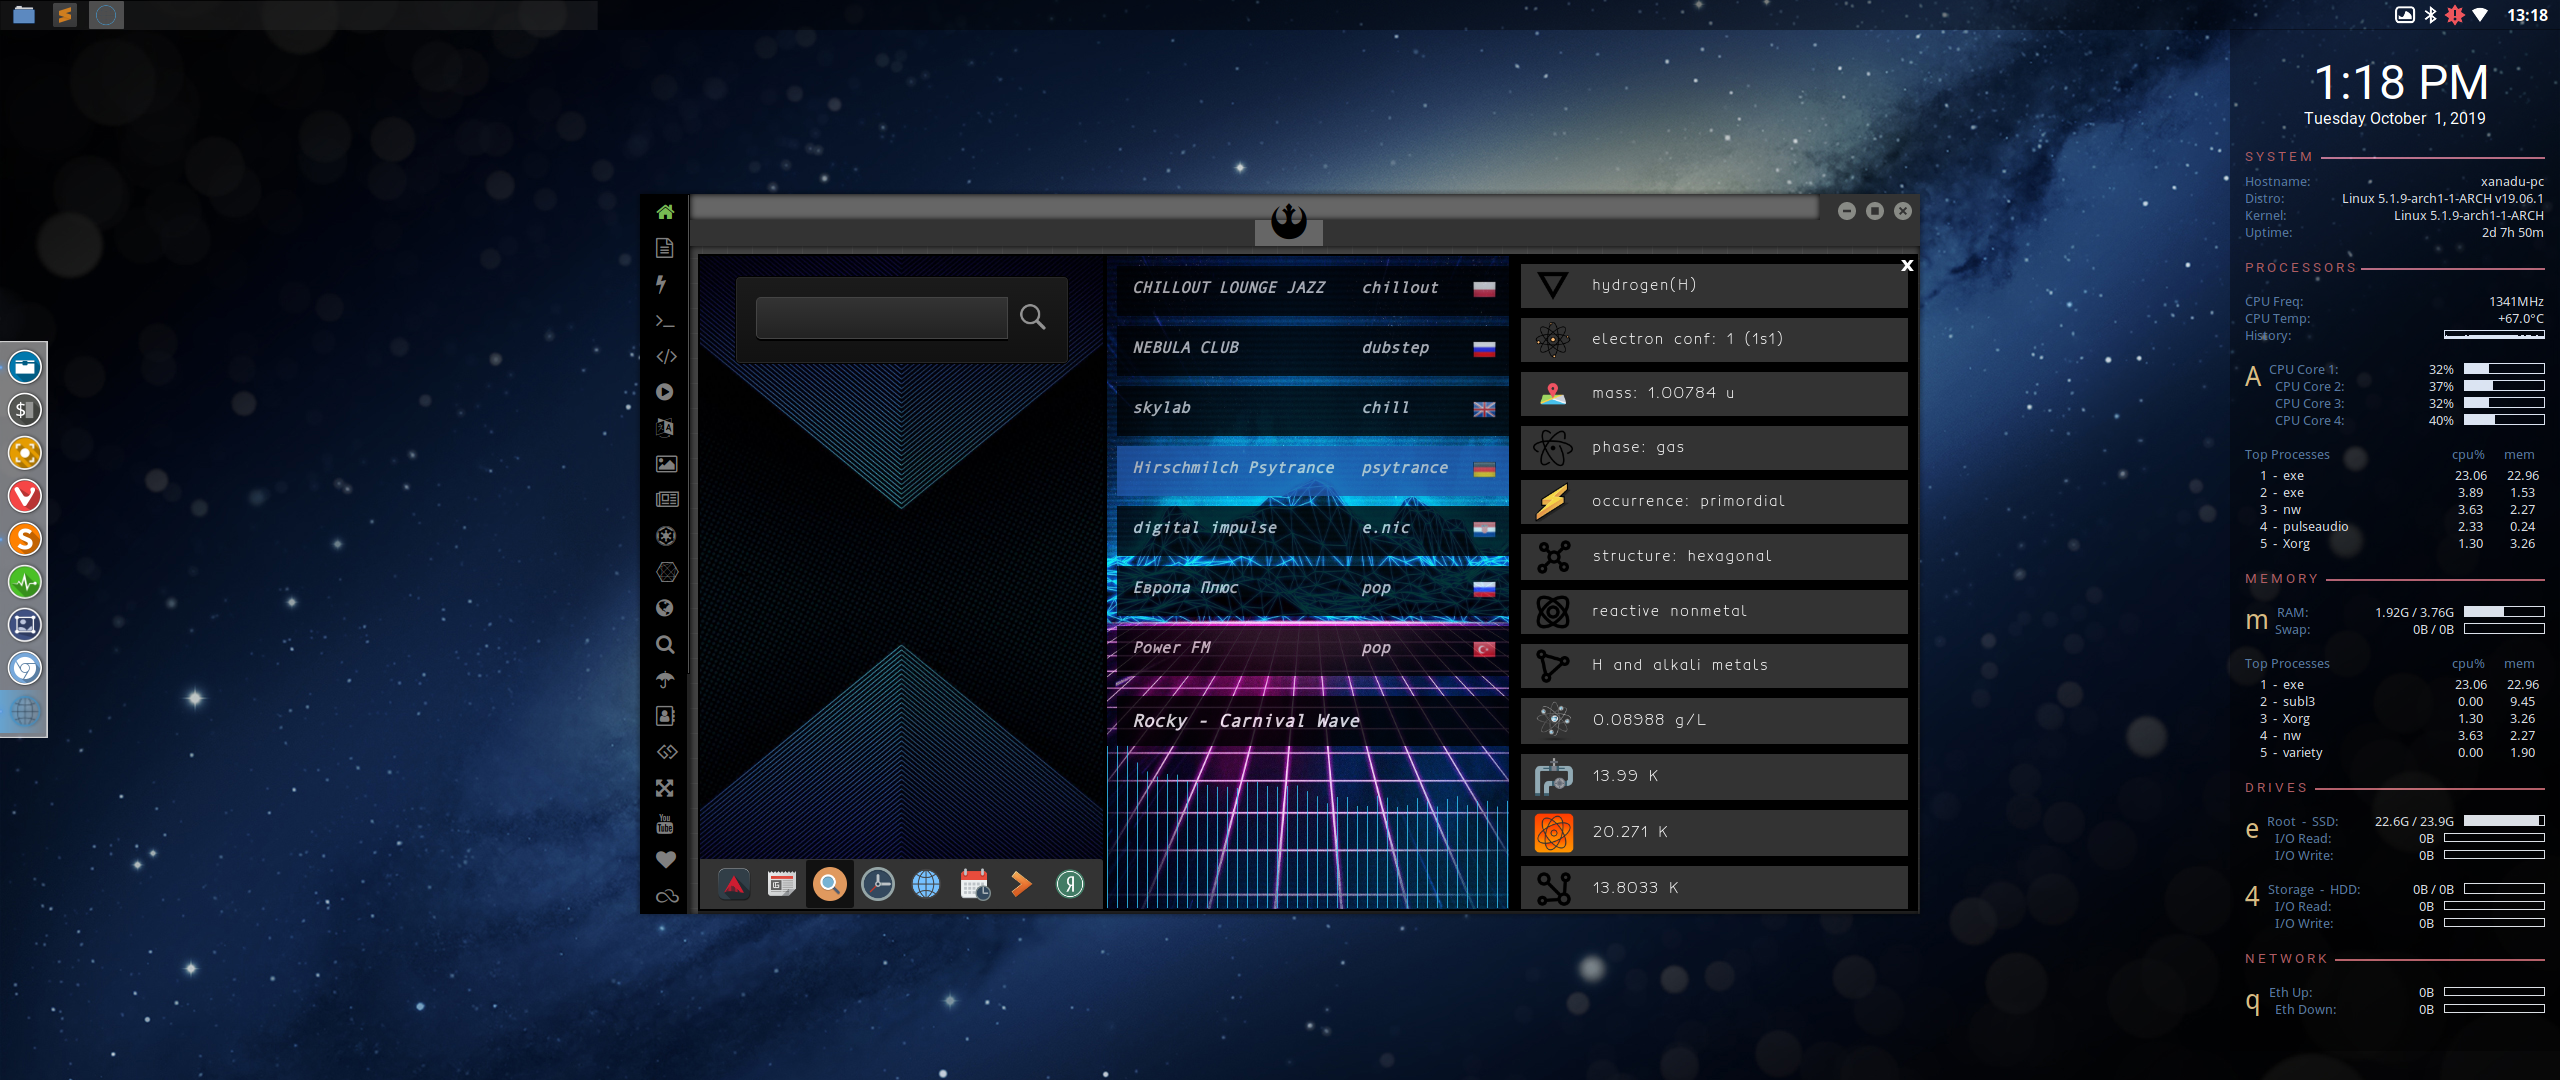 13:18
1:18 PM
Tuesday October 1, 2019
SYSTEM
Hostname: xanadu-pc
Distro: Linux 5.1.9-arch1-1-ARCH v19.06.1
Kernel: Linux 5.1.9-arch1-1-ARCH
Uptime: 2d 7h 50m
PROCESSORS
CPU Freq: 1341MHz
CPU Temp: +67.0°C
History:
A CPU Core 1: 32%
CPU Core 2: 37%
CPU Core 3: 32%
CPU Core 4: 40%
Top Processes cpu% mem
1 - exe 23.06 22.96
2 - exe 3.89 1.53
3 - nw 3.63 2.27
4 - pulseaudio 2.33 0.24
5 - Xorg 1.30 3.26
MEMORY
m RAM: 1.92G / 3.76G
Swap: 0B / 0B
Top Processes cpu% mem
1 - exe 23.06 22.96
2 - subl3 0.00 9.45
3 - Xorg 1.30 3.26
4 - nw 3.63 2.27
5 - variety 0.00 1.90
DRIVES
e Root - SSD: 22.6G / 23.9G
I/O Read: 0B
I/O Write: 0B
4 Storage - HDD: 0B / 0B
I/O Read: 0B
I/O Write: 0B
NETWORK
q Eth Up: 0B
Eth Down: 0B
CHILLOUT LOUNGE JAZZ chillout
NEBULA CLUB dubstep
skylab chill
Hirschmilch Psytrance psytrance
digital impulse e.nic
Европа Плюс pop
Power FM pop
Rocky - Carnival Wave
x
hydrogen(H)
electron conf: 1 (1s1)
mass: 1.00784 u
phase: gas
occurrence: primordial
structure: hexagonal
reactive nonmetal
H and alkali metals
0.08988 g/L
13.99 K
20.271 K
13.8033 K
You
Tube
Я
$
S